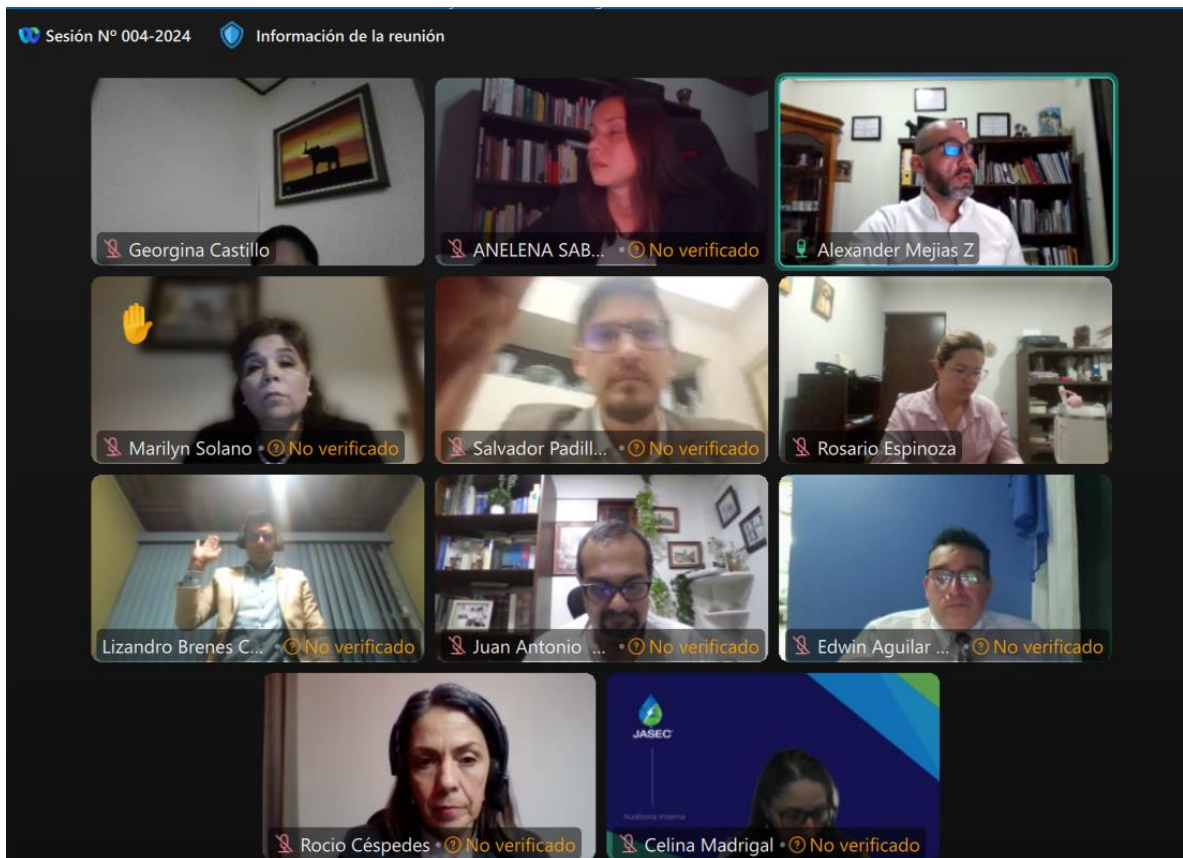 Sesión Nº 004-2024
Información de la reunión
Georgina Castillo
ANELENA SAB... • No verificado
Alexander Mejias Z
Marilyn Solano • No verificado
Salvador Padill... • No verificado
Rosario Espinoza
Lizandro Brenes C... • No verificado
Juan Antonio ... • No verificado
Edwin Aguilar ... • No verificado
JASEC
Auditoría Interna
Rocio Céspedes • No verificado
Celina Madrigal • No verificado